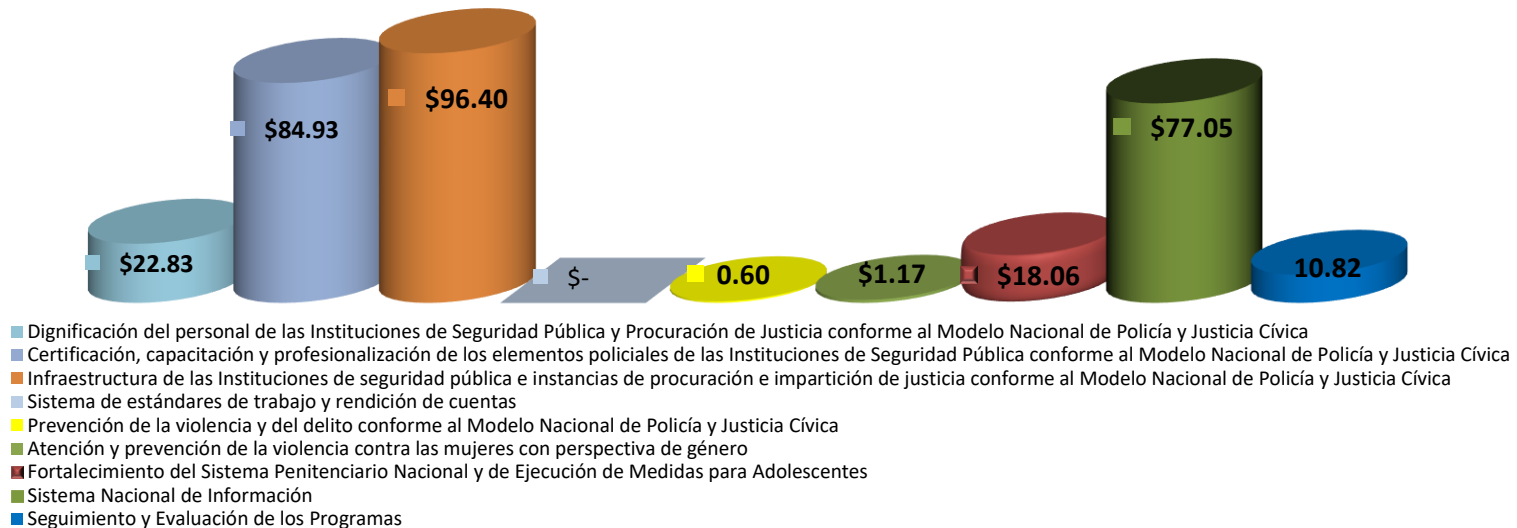 $22.83
$84.93
$96.40
$-
0.60
$1.17
$18.06
$77.05
10.82
Dignificación del personal de las Instituciones de Seguridad Pública y Procuración de Justicia conforme al Modelo Nacional de Policía y Justicia Cívica
Certificación, capacitación y profesionalización de los elementos policiales de las Instituciones de Seguridad Pública conforme al Modelo Nacional de Policía y Justicia Cívica
Infraestructura de las Instituciones de seguridad pública e instancias de procuración e impartición de justicia conforme al Modelo Nacional de Policía y Justicia Cívica
Sistema de estándares de trabajo y rendición de cuentas
Prevención de la violencia y del delito conforme al Modelo Nacional de Policía y Justicia Cívica
Atención y prevención de la violencia contra las mujeres con perspectiva de género
Fortalecimiento del Sistema Penitenciario Nacional y de Ejecución de Medidas para Adolescentes
Sistema Nacional de Información
Seguimiento y Evaluación de los Programas